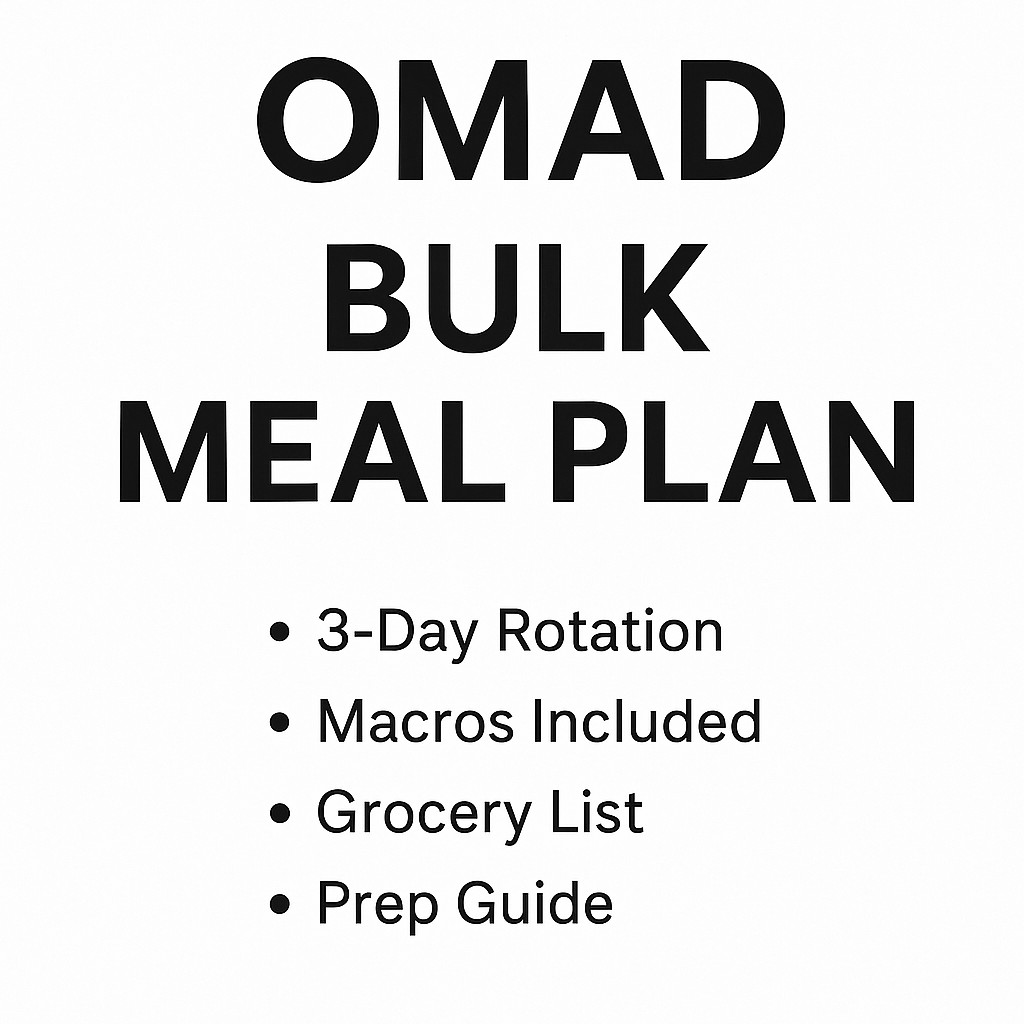 OMAD
BULK
MEAL PLAN
• 3-Day Rotation
• Macros Included
• Grocery List
• Prep Guide